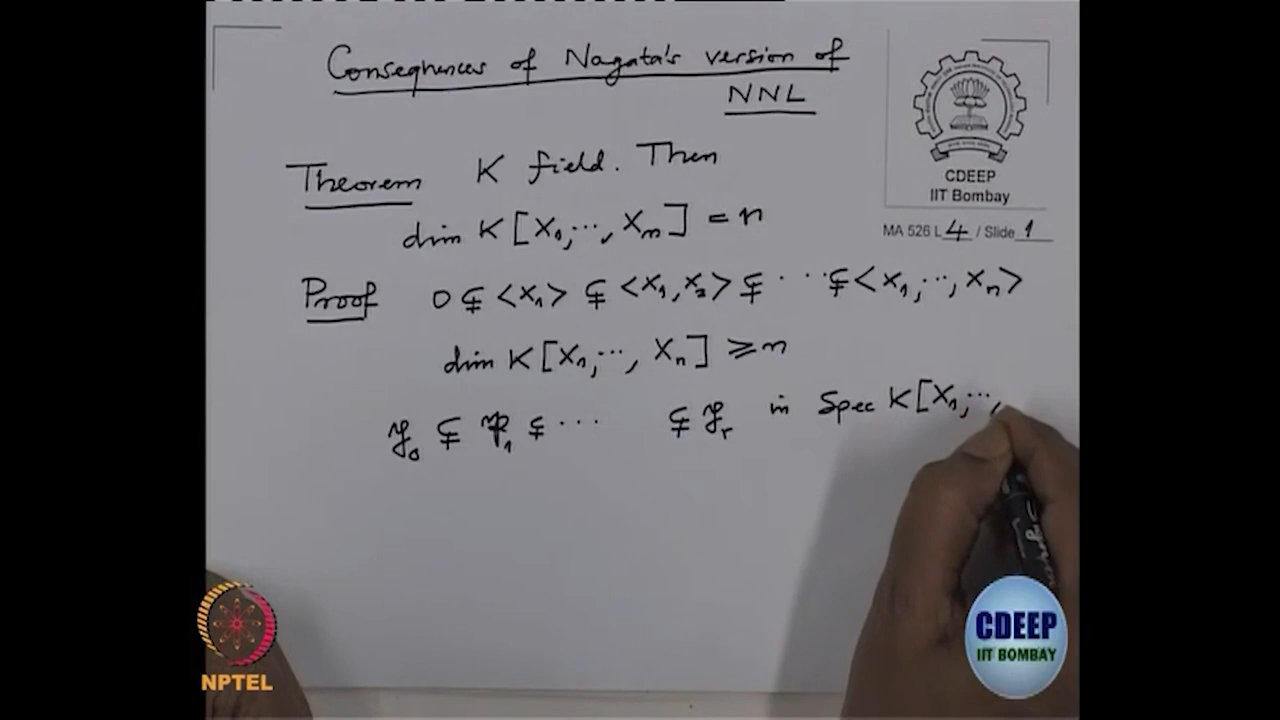 Consequences of Nagata's version of
NNL
CDEEP
IIT Bombay
MA 526 L 4 / Slide 1
Theorem K field. Then
dim K[X₁,..., Xₙ] = n
Proof 0 ⊊ <X₁> ⊊ <X₁, X₂> ⊊ ... ⊊ <X₁,..., Xₙ>
dim K[X₁,..., Xₙ] ≥ n
𝔭₀ ⊊ 𝔭₁ ⊊ ... ⊊ 𝔭ᵣ in Spec K[X₁,...,
NPTEL
CDEEP
IIT BOMBAY